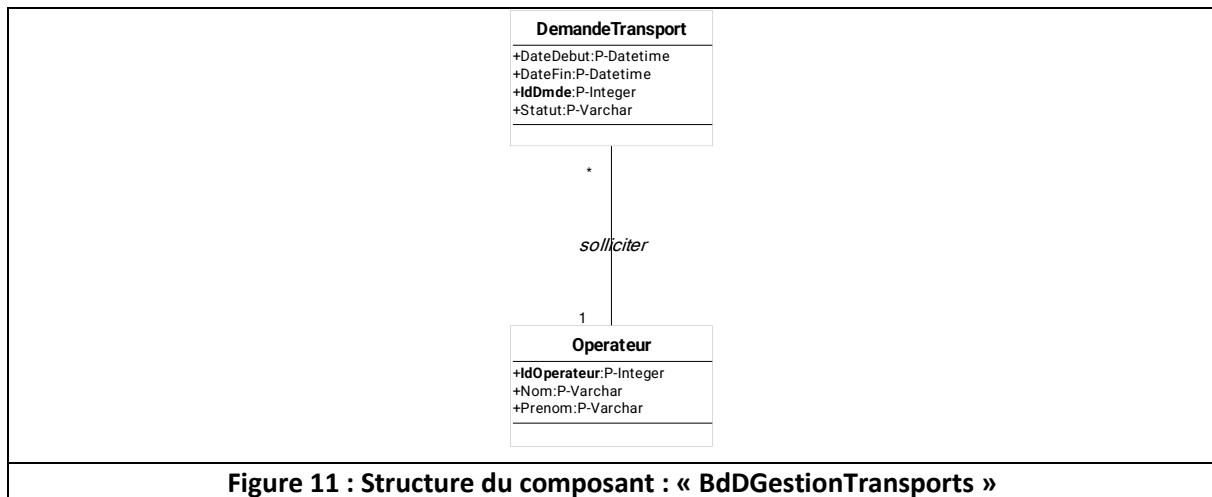 DemandeTransport
+DateDebut:P-Datetime
+DateFin:P-Datetime
+IdDmde:P-Integer
+Statut:P-Varchar
*
solliciter
1
Operateur
+IdOperateur:P-Integer
+Nom:P-Varchar
+Prenom:P-Varchar
Figure 11 : Structure du composant : « BdDGestionTransports »